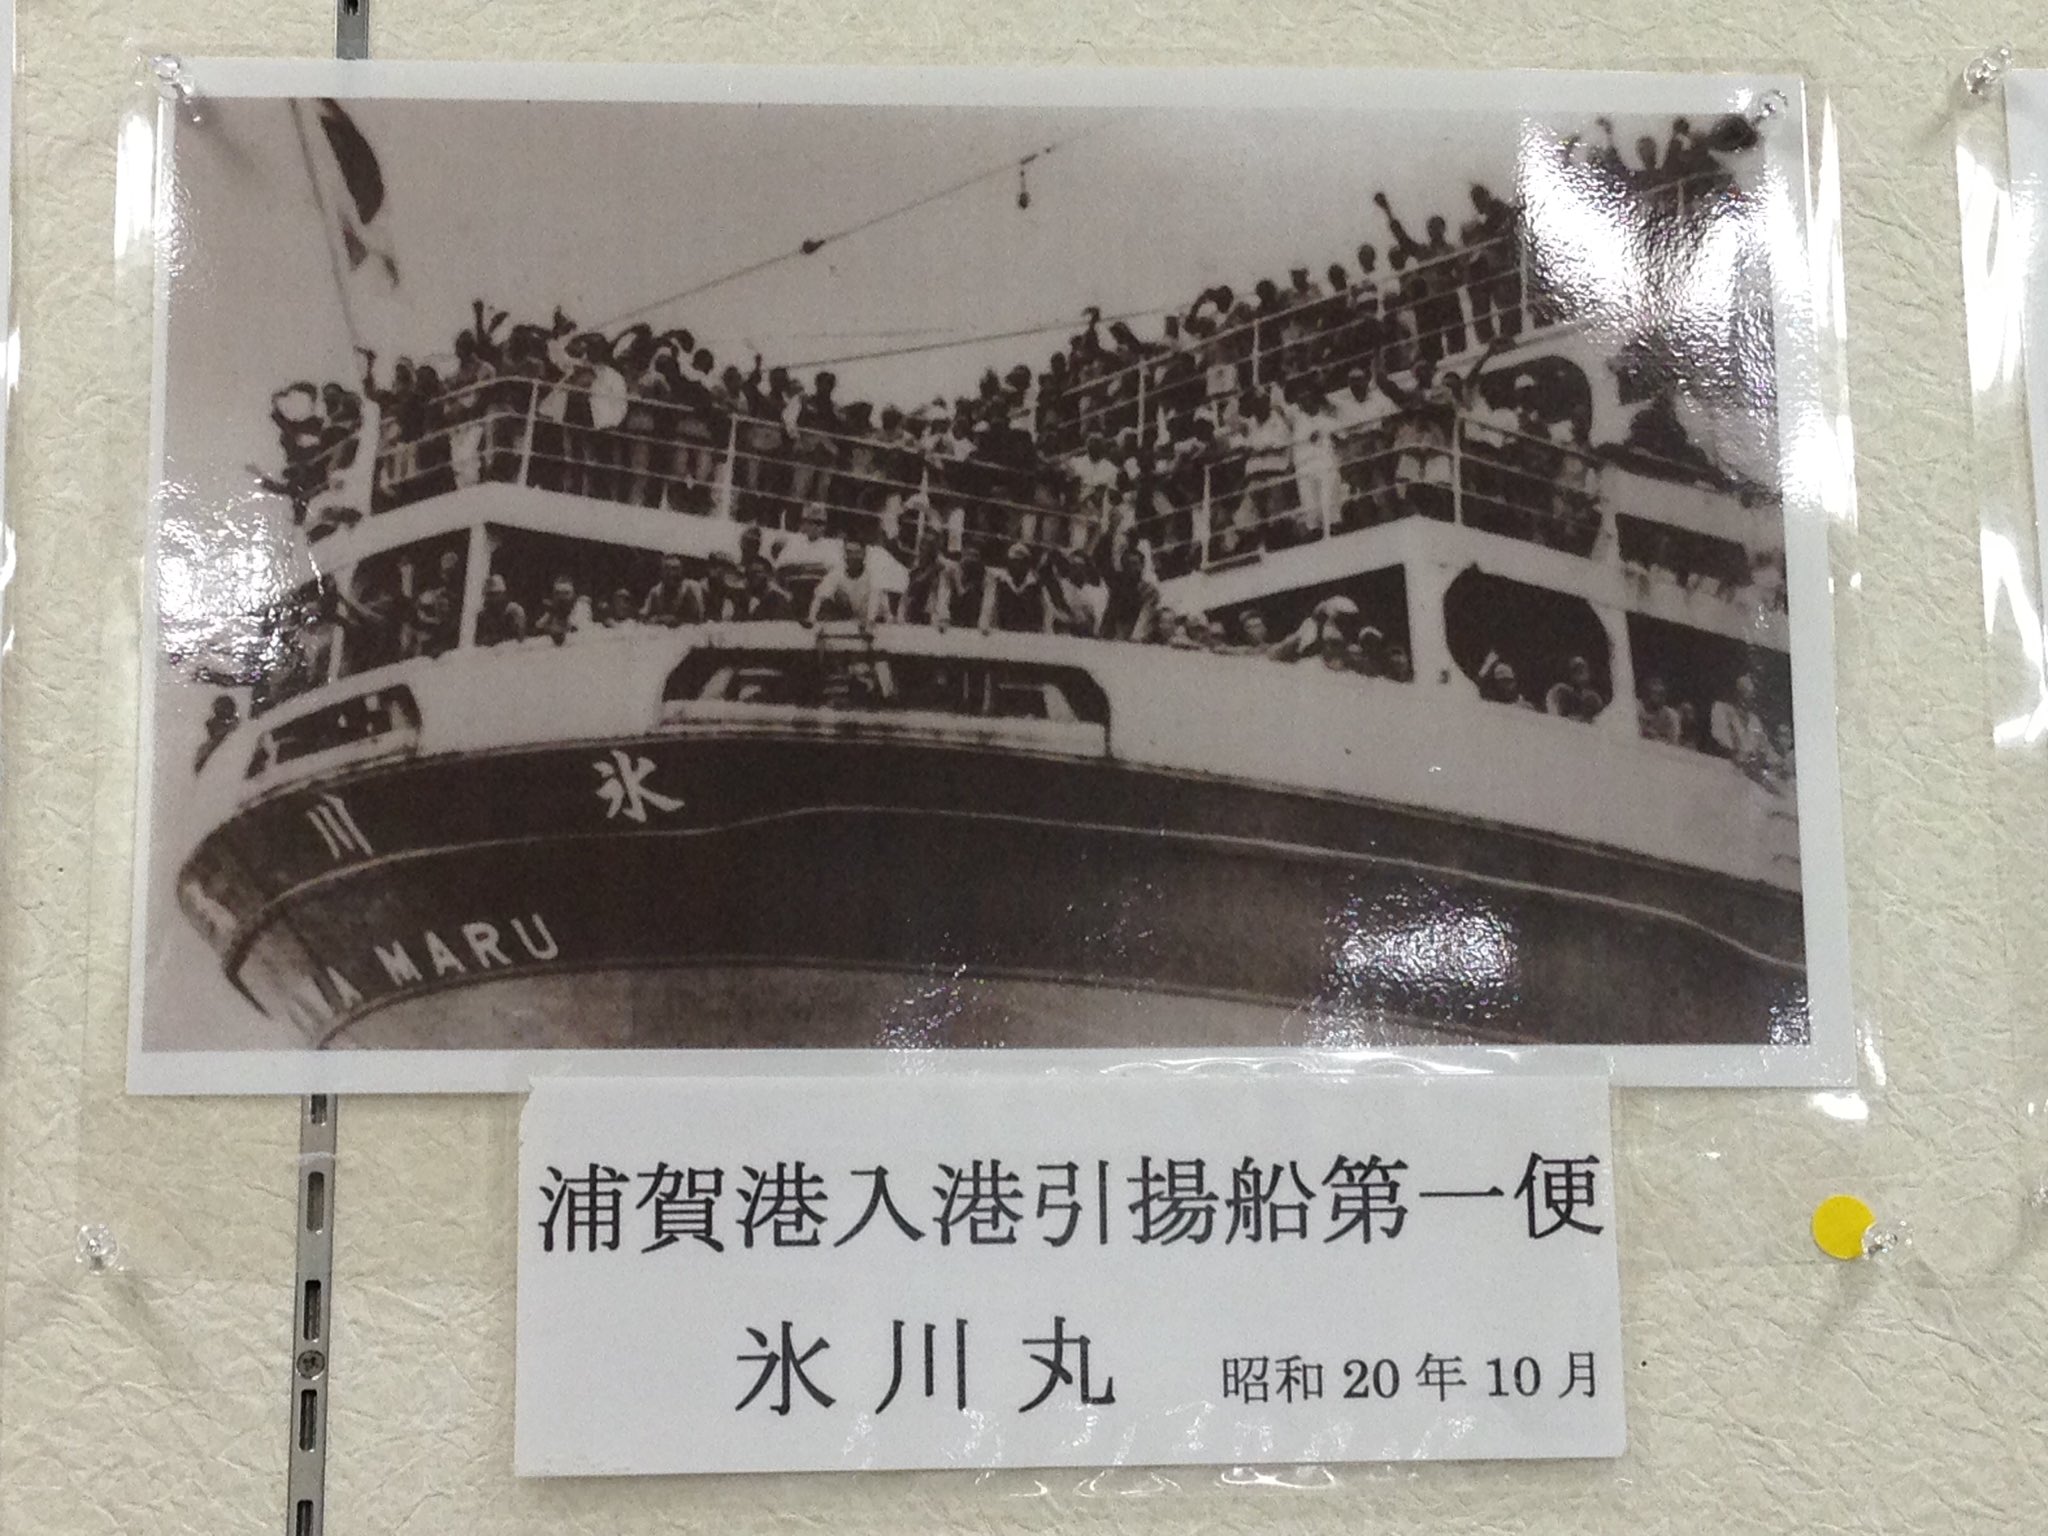 氷
川
MARU
浦賀港入港引揚船第一便
氷川丸 昭和20年10月